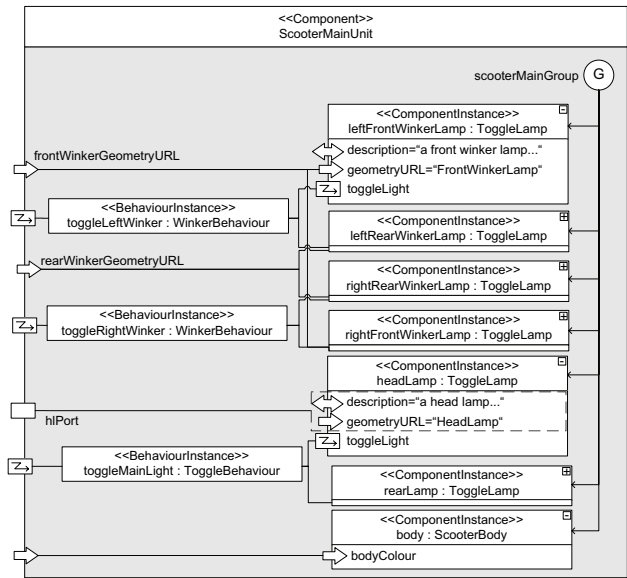 <<Component>>
ScooterMainUnit
scooterMainGroup
G
<<ComponentInstance>>
leftFrontWinkerLamp : ToggleLamp
description="a front winker lamp..."
frontWinkerGeometryURL
geometryURL="FrontWinkerLamp"
toggleLight
<<BehaviourInstance>>
toggleLeftWinker : WinkerBehaviour
<<ComponentInstance>>
leftRearWinkerLamp : ToggleLamp
rearWinkerGeometryURL
<<ComponentInstance>>
rightRearWinkerLamp : ToggleLamp
<<BehaviourInstance>>
toggleRightWinker : WinkerBehaviour
<<ComponentInstance>>
rightFrontWinkerLamp : ToggleLamp
<<ComponentInstance>>
headLamp : ToggleLamp
description="a head lamp..."
hlPort
geometryURL="HeadLamp"
toggleLight
<<BehaviourInstance>>
toggleMainLight : ToggleBehaviour
<<ComponentInstance>>
rearLamp : ToggleLamp
<<ComponentInstance>>
body : ScooterBody
bodyColour